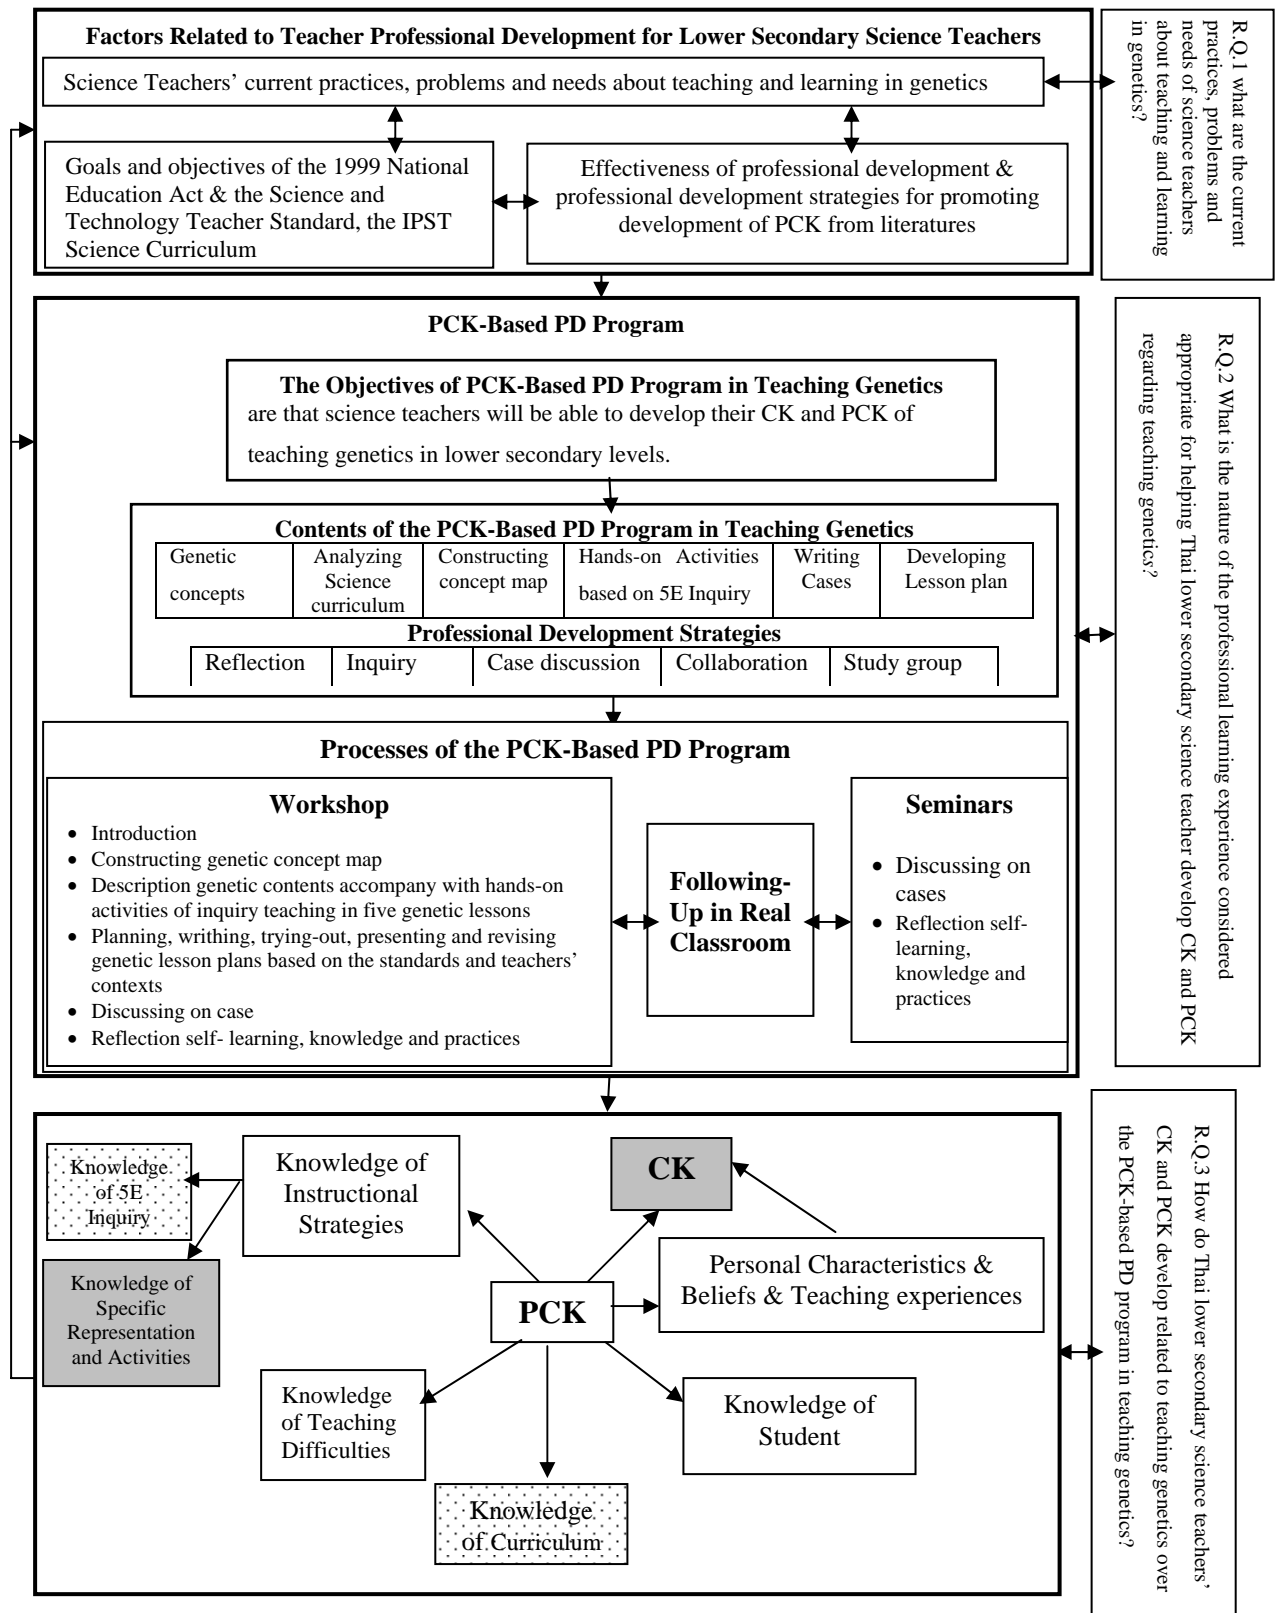 Factors Related to Teacher Professional Development for Lower Secondary Science Teachers
Science Teachers' current practices, problems and needs about teaching and learning in genetics
Goals and objectives of the 1999 National
Education Act & the Science and
Technology Teacher Standard, the IPST
Science Curriculum
Effectiveness of professional development &
professional development strategies for promoting
development of PCK from literatures
R.Q.1 what are the current
practices, problems and
needs of science teachers
about teaching and learning
in genetics?
PCK-Based PD Program
The Objectives of PCK-Based PD Program in Teaching Genetics
are that science teachers will be able to develop their CK and PCK of
teaching genetics in lower secondary levels.
Contents of the PCK-Based PD Program in Teaching Genetics
Genetic
concepts
Analyzing
Science
curriculum
Constructing
concept map
Hands-on Activities
based on 5E Inquiry
Writing
Cases
Developing
Lesson plan
Professional Development Strategies
Reflection
Inquiry
Case discussion
Collaboration
Study group
Processes of the PCK-Based PD Program
Workshop
• Introduction
• Constructing genetic concept map
• Description genetic contents accompany with hands-on
activities of inquiry teaching in five genetic lessons
• Planning, writhing, trying-out, presenting and revising
genetic lesson plans based on the standards and teachers'
contexts
• Discussing on case
• Reflection self- learning, knowledge and practices
Following-
Up in Real
Classroom
Seminars
• Discussing on
cases
• Reflection self-
learning,
knowledge and
practices
R.Q.2 What is the nature of the professional learning experience considered
appropriate for helping Thai lower secondary science teacher develop CK and PCK
regarding teaching genetics?
Knowledge
of 5E
Inquiry
Knowledge of
Instructional
Strategies
CK
Knowledge of
Specific
Representation
and Activities
PCK
Personal Characteristics &
Beliefs & Teaching experiences
Knowledge
of Teaching
Difficulties
Knowledge of
Student
Knowledge
of Curriculum
R.Q.3 How do Thai lower secondary science teachers'
CK and PCK develop related to teaching genetics over
the PCK-based PD program in teaching genetics?